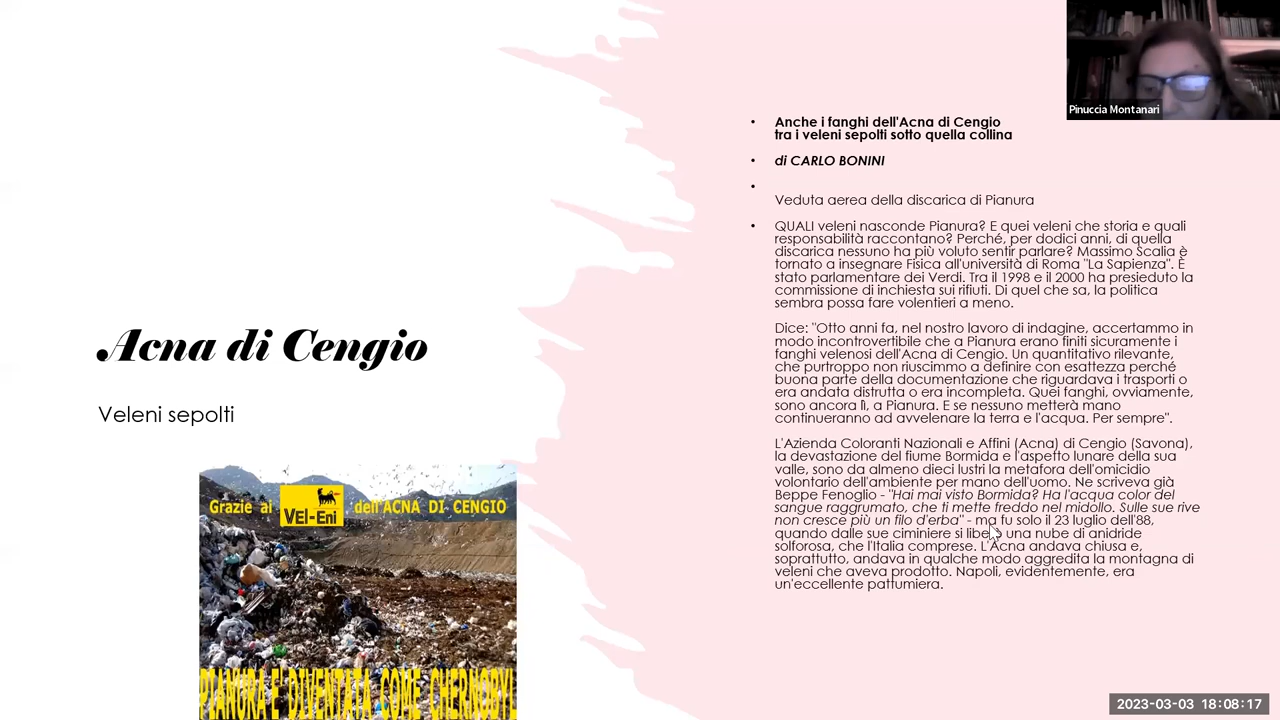 Acna di Cengio
Veleni sepolti
Grazie ai VEl-Eni dell'ACNA DI CENGIO
PIANURA E' DIVENTATA COME CHERNOBYL
Pinuccia Montanari
• Anche i fanghi dell'Acna di Cengio
tra i veleni sepolti sotto quella collina
• di CARLO BONINI
•
Veduta aerea della discarica di Pianura
• QUALI veleni nasconde Pianura? E quei veleni che storia e quali
responsabilità raccontano? Perché, per dodici anni, di quella
discarica nessuno ha più voluto sentir parlare? Massimo Scalia è
tornato a insegnare Fisica all'università di Roma "La Sapienza". È
stato parlamentare dei Verdi. Tra il 1998 e il 2000 ha presieduto la
commissione di inchiesta sui rifiuti. Di quel che sa, la politica
sembra possa fare volentieri a meno.
Dice: "Otto anni fa, nel nostro lavoro di indagine, accertammo in
modo incontrovertibile che a Pianura erano finiti sicuramente i
fanghi velenosi dell'Acna di Cengio. Un quantitativo rilevante,
che purtroppo non riuscimmo a definire con esattezza perché
buona parte della documentazione che riguardava i trasporti o
era andata distrutta o era incompleta. Quei fanghi, ovviamente,
sono ancora lì, a Pianura. E se nessuno metterà mano
continueranno ad avvelenare la terra e l'acqua. Per sempre".
L'Azienda Coloranti Nazionali e Affini (Acna) di Cengio (Savona),
la devastazione del fiume Bormida e l'aspetto lunare della sua
valle, sono da almeno dieci lustri la metafora dell'omicidio
volontario dell'ambiente per mano dell'uomo. Ne scriveva già
Beppe Fenoglio - "Hai mai visto Bormida? Ha l'acqua color del
sangue raggrumato, che ti mette freddo nel midollo. Sulle sue rive
non cresce più un filo d'erba" - ma fu solo il 23 luglio dell'88,
quando dalle sue ciminiere si liberò una nube di anidride
solforosa, che l'Italia comprese. L'Acna andava chiusa e,
soprattutto, andava in qualche modo aggredita la montagna di
veleni che aveva prodotto. Napoli, evidentemente, era
un'eccellente pattumiera.
2023-03-03 18:08:17